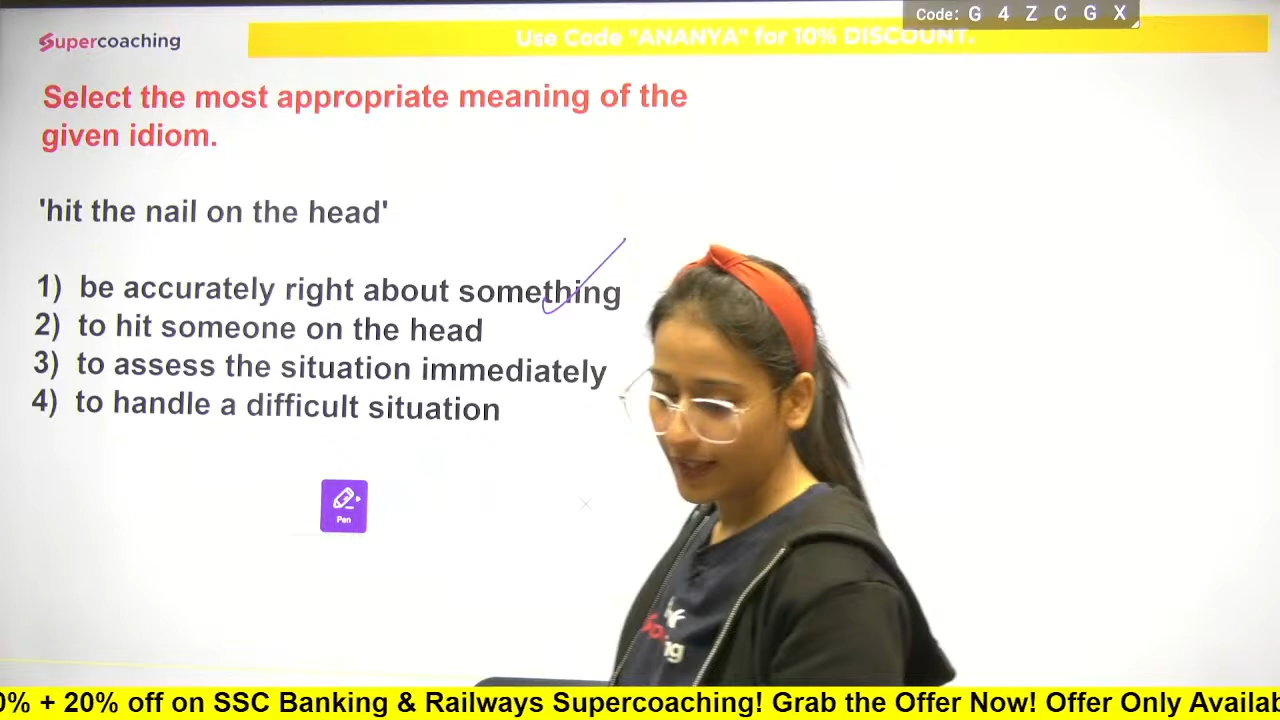 Code: G 4 Z C G X
Supercoaching
Use Code "ANANYA" for 10% DISCOUNT.
Select the most appropriate meaning of the
given idiom.
'hit the nail on the head'
1) be accurately right about something
2) to hit someone on the head
3) to assess the situation immediately
4) to handle a difficult situation
Pen
0% + 20% off on SSC Banking & Railways Supercoaching! Grab the Offer Now! Offer Only Availab